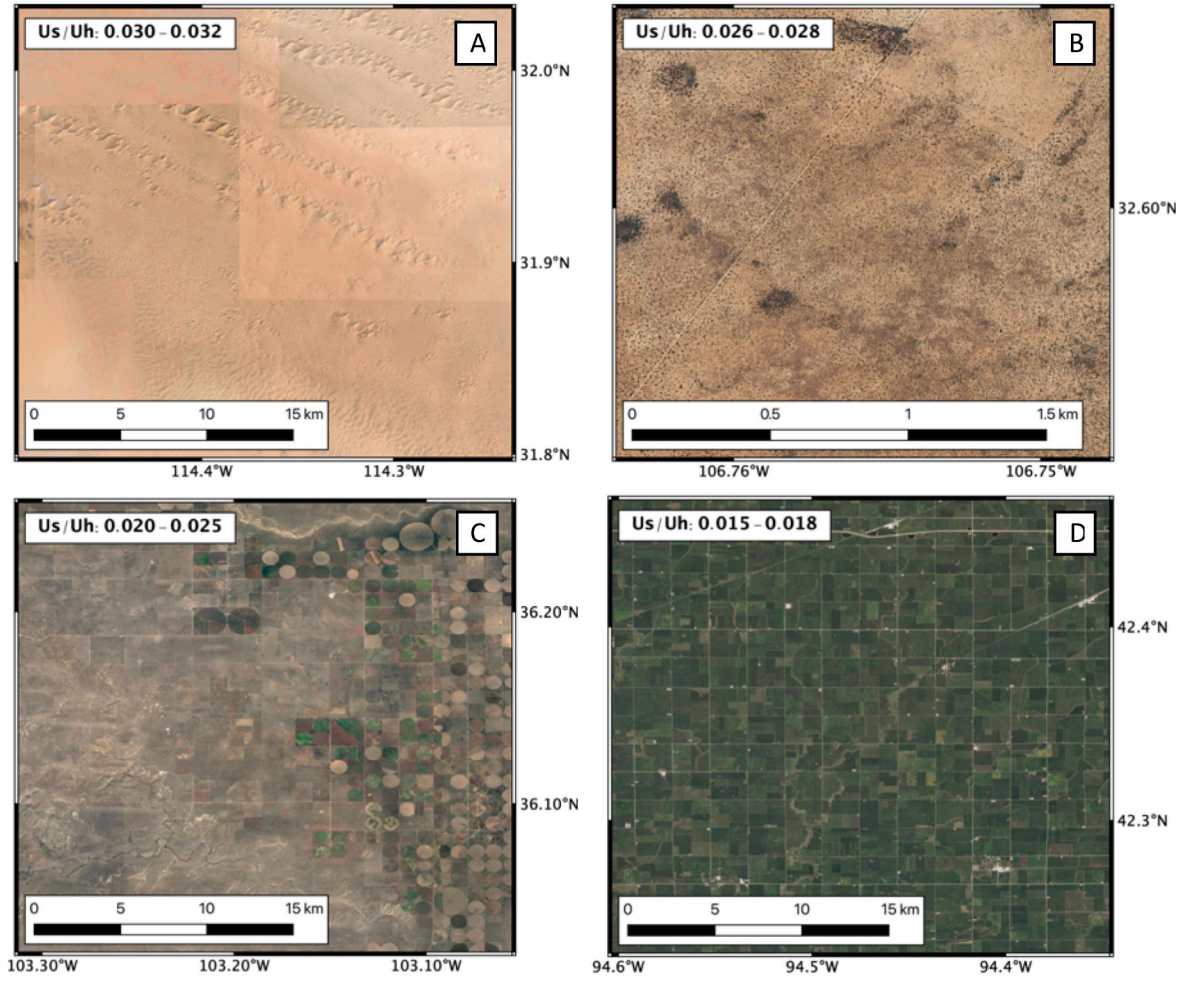 Us/Uh: 0.030 – 0.032
A
32.0°N
31.9°N
31.8°N
0 5 10 15 km
114.4°W 114.3°W
Us/Uh: 0.026 – 0.028
B
32.60°N
0 0.5 1 1.5 km
106.76°W 106.75°W
Us/Uh: 0.020 – 0.025
C
36.20°N
36.10°N
0 5 10 15 km
103.30°W 103.20°W 103.10°W
Us/Uh: 0.015 – 0.018
D
42.4°N
42.3°N
0 5 10 15 km
94.6°W 94.5°W 94.4°W